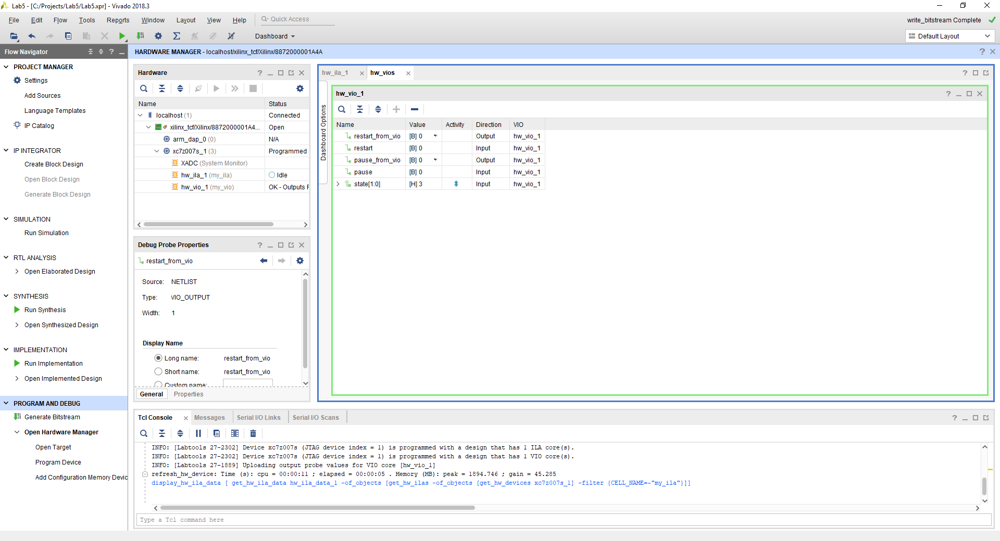 Lab5 - [C:/Projects/Lab5/Lab5.xpr] - Vivado 2018.3
File Edit Flow Tools Reports Window Layout View Help Quick Access
write_bitstream Complete
Dashboard
Default Layout
Flow Navigator
HARDWARE MANAGER - localhost/xilinx_tcf/Xilinx/8872000001A4A
PROJECT MANAGER
Settings
Add Sources
Language Templates
IP Catalog
IP INTEGRATOR
Create Block Design
Open Block Design
Generate Block Design
SIMULATION
Run Simulation
RTL ANALYSIS
Open Elaborated Design
SYNTHESIS
Run Synthesis
Open Synthesized Design
IMPLEMENTATION
Run Implementation
Open Implemented Design
PROGRAM AND DEBUG
Generate Bitstream
Open Hardware Manager
Open Target
Program Device
Add Configuration Memory Devic
Hardware
Name Status
localhost (1) Connected
xilinx_tcf/Xilinx/8872000001A4... Open
arm_dap_0 (0) N/A
xc7z007s_1 (3) Programmed
XADC (System Monitor)
hw_ila_1 (my_ila) Idle
hw_vio_1 (my_vio) OK - Outputs F
Debug Probe Properties
restart_from_vio
Source: NETLIST
Type: VIO_OUTPUT
Width: 1
Display Name
Long name: restart_from_vio
Short name: restart_from_vio
Custom name:
General Properties
hw_ila_1 hw_vios
Dashboard Options
hw_vio_1
Name Value Activity Direction VIO
restart_from_vio [B] 0 Output hw_vio_1
restart [B] 0 Input hw_vio_1
pause_from_vio [B] 0 Output hw_vio_1
pause [B] 0 Input hw_vio_1
state[1:0] [H] 3 Input hw_vio_1
Tcl Console Messages Serial I/O Links Serial I/O Scans
INFO: [Labtools 27-2302] Device xc7z007s (JTAG device index = 1) is programmed with a design that has 1 ILA core(s).
INFO: [Labtools 27-2302] Device xc7z007s (JTAG device index = 1) is programmed with a design that has 1 VIO core(s).
INFO: [Labtools 27-1889] Uploading output probe values for VIO core [hw_vio_1]
refresh_hw_device: Time (s): cpu = 00:00:11 ; elapsed = 00:00:05 . Memory (MB): peak = 1894.746 ; gain = 45.285
display_hw_ila_data [ get_hw_ila_data hw_ila_data_1 -of_objects [get_hw_ilas -of_objects [get_hw_devices xc7z007s_1] -filter {CELL_NAME=~"my_ila"}]]
Type a Tcl command here